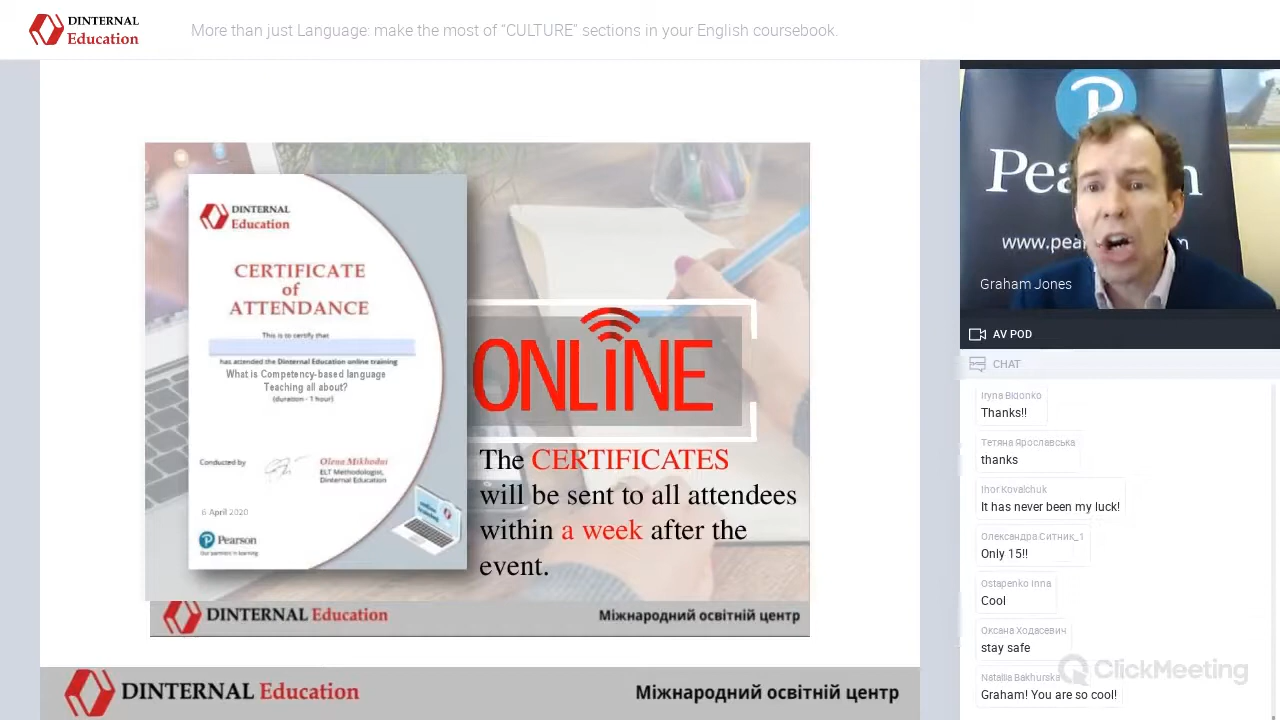 DINTERNAL
Education
More than just Language: make the most of “CULTURE” sections in your English coursebook.
DINTERNAL
Education
CERTIFICATE
of
ATTENDANCE
This is to certify that
has attended the Dinternal Education online training
What is Competency-based language
Teaching all about?
(duration - 1 hour)
Conducted by
Olena Mikhodui
ELT Methodologist,
Dinternal Education
6 April 2020
Pearson
ONLINE
The CERTIFICATES
will be sent to all attendees
within a week after the
event.
DINTERNAL Education
Міжнародний освітній центр
DINTERNAL Education
Міжнародний освітній центр
Graham Jones
AV POD
CHAT
Iryna Bidonko
Thanks!!
Тетяна Ярославська
thanks
Ihor Kovalchuk
It has never been my luck!
Олександра Ситник_1
Only 15!!
Ostapenko Inna
Cool
Оксана Ходасевич
stay safe
Nataliia Bakhurska
Graham! You are so cool!
ClickMeeting